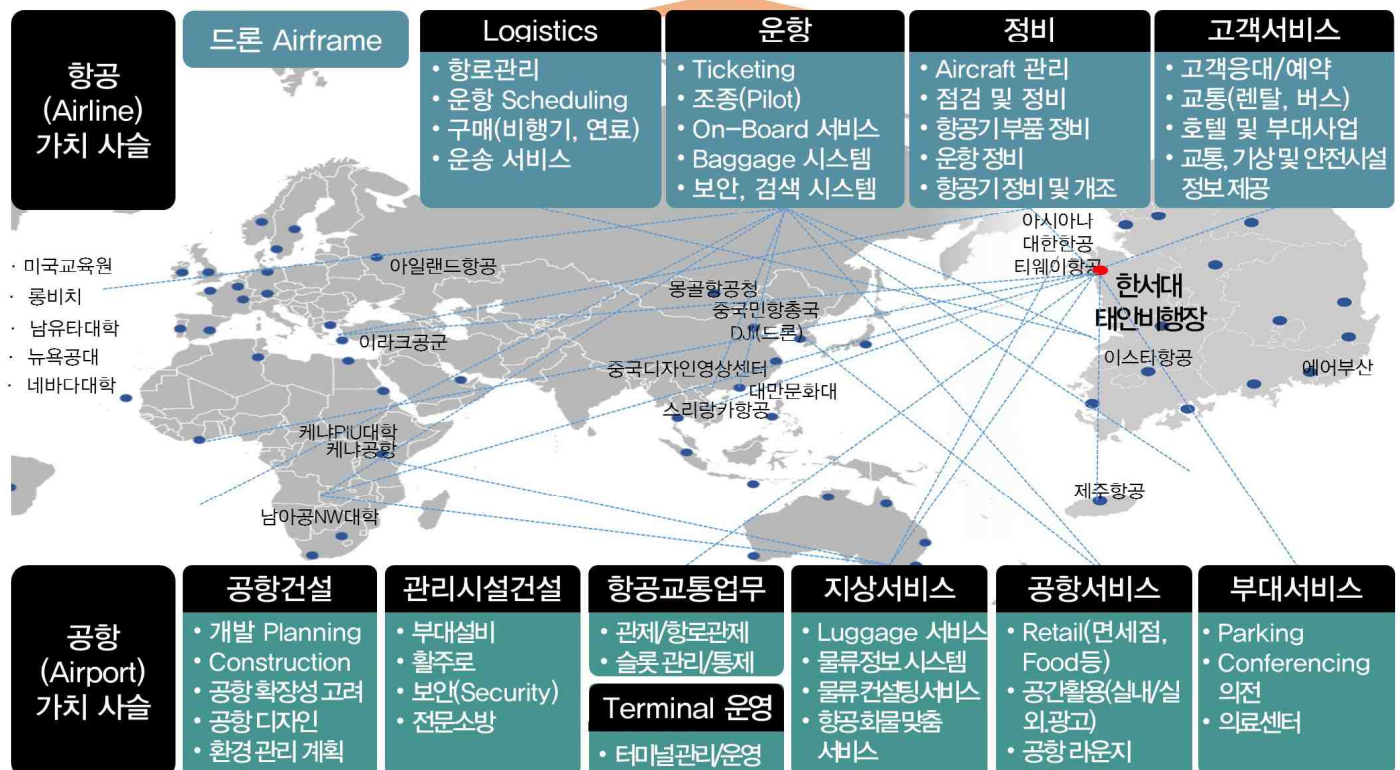 항공
(Airline)
가치 사슬
드론 Airframe
Logistics
• 항로관리
• 운항 Scheduling
• 구매(비행기, 연료)
• 운송 서비스
운항
• Ticketing
• 조종(Pilot)
• On-Board 서비스
• Baggage 시스템
• 보안, 검색 시스템
정비
• Aircraft 관리
• 점검 및 정비
• 항공기부품 정비
• 운항 정비
• 항공기 정비 및 개조
고객서비스
• 고객응대/예약
• 교통(렌탈, 버스)
• 호텔 및 부대사업
• 교통, 기상 및 안전시설
정보 제공
· 미국교육원
· 롱비치
· 남유타대학
· 뉴욕공대
· 네바다대학
아일랜드항공
이라크공군
케냐PIU대학
케냐공항
남아공NW대학
몽골항공청
중국민항총국
DJI(드론)
중국디자인영상센터
대만문화대
스리랑카항공
아시아나
대한한공
티웨이항공
한서대
태안비행장
이스타항공
에어부산
제주항공
공항
(Airport)
가치 사슬
공항건설
• 개발 Planning
• Construction
• 공항 확장성 고려
• 공항 디자인
• 환경 관리 계획
관리시설건설
• 부대설비
• 활주로
• 보안(Security)
• 전문소방
항공교통업무
• 관제/항로관제
• 슬롯 관리/통제
Terminal 운영
• 터미널관리/운영
지상서비스
• Luggage 서비스
• 물류정보 시스템
• 물류 컨설팅 서비스
• 항공 화물 맞춤
서비스
공항서비스
• Retail(면세점,
Food등)
• 공간활용(실내/실
외.광고)
• 공항 라운지
부대서비스
• Parking
• Conferencing
의전
• 의료센터